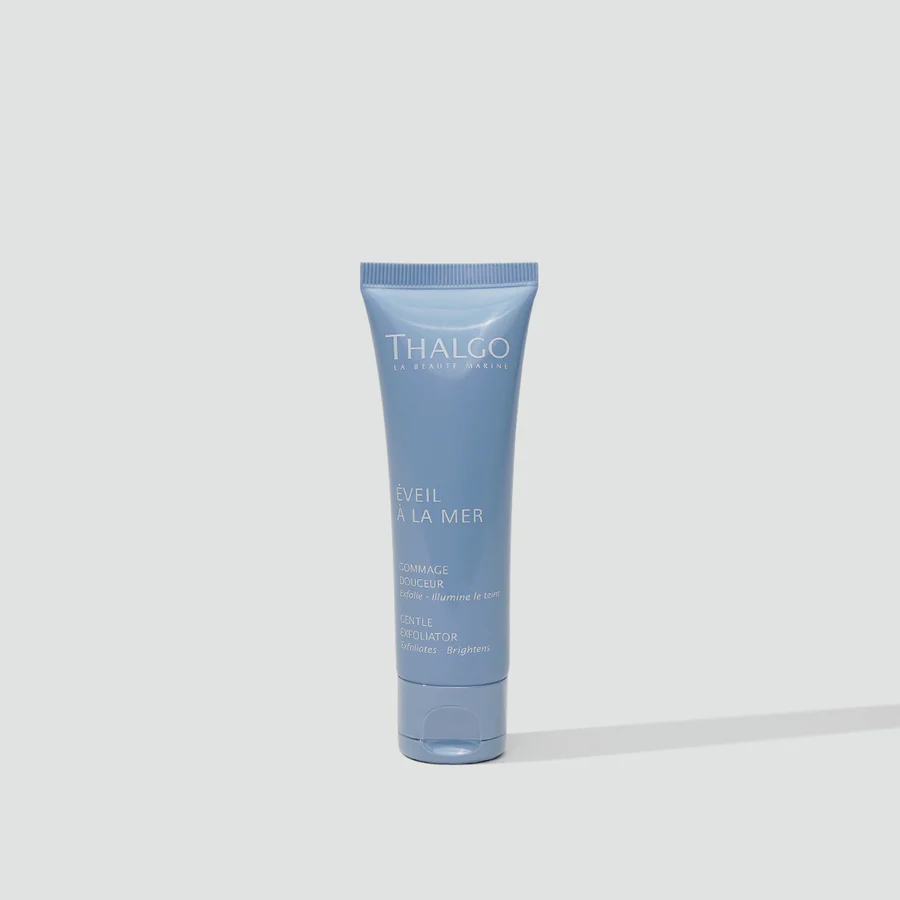 THALGO
LA BEAUTÉ MARINE
ÉVEIL
À LA MER
GOMMAGE
DOUCEUR
Exfolie - Illumine le teint
GENTLE
EXFOLIATOR
Exfoliates - Brightens